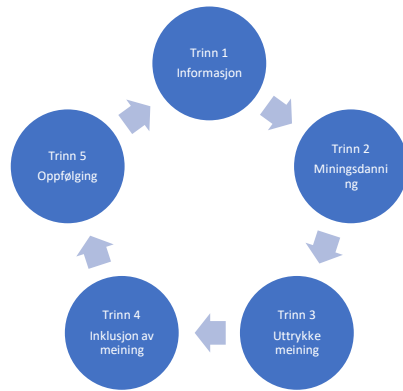 Trinn 1
Informasjon
Trinn 2
Miningsdanni
ng
Trinn 3
Uttrykke
meining
Trinn 4
Inklusjon av
meining
Trinn 5
Oppfølging